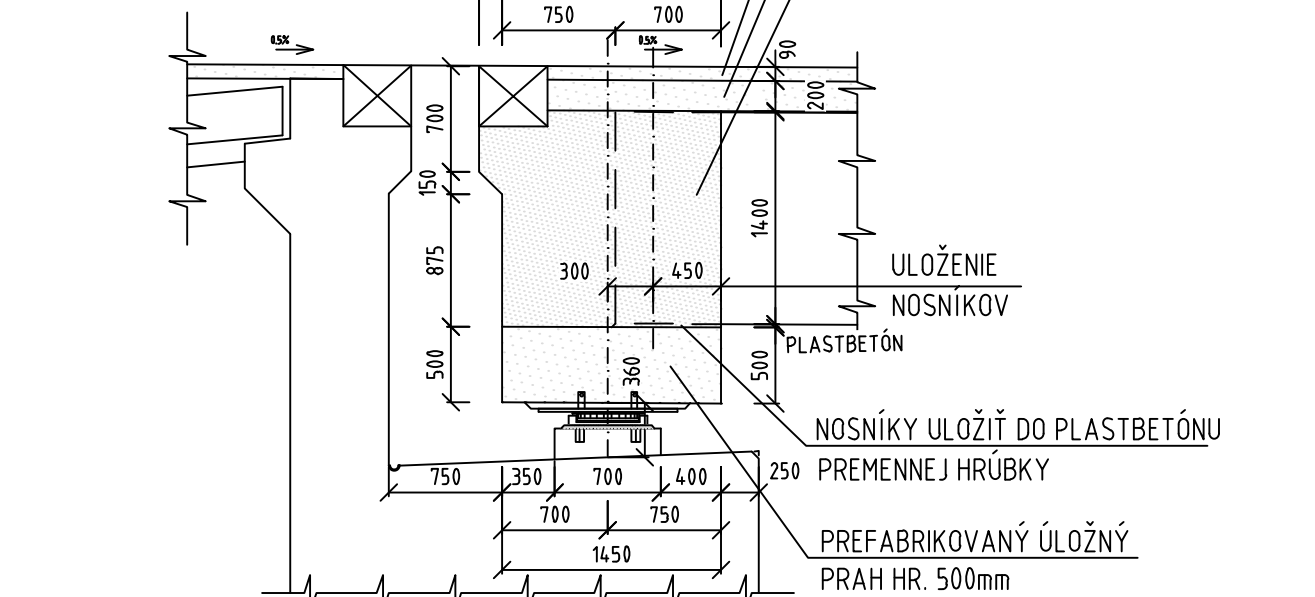 750 700
0.5% 0.5%
90
200
700
150
1400
875
300 450
ULOŽENIE
NOSNÍKOV
PLASTBETÓN
500
360
500
NOSNÍKY ULOŽIŤ DO PLASTBETÓNU
PREMENNEJ HRÚBKY
750 350 700 400 250
700 750
1450
PREFABRIKOVANÝ ÚLOŽNÝ
PRAH HR. 500mm